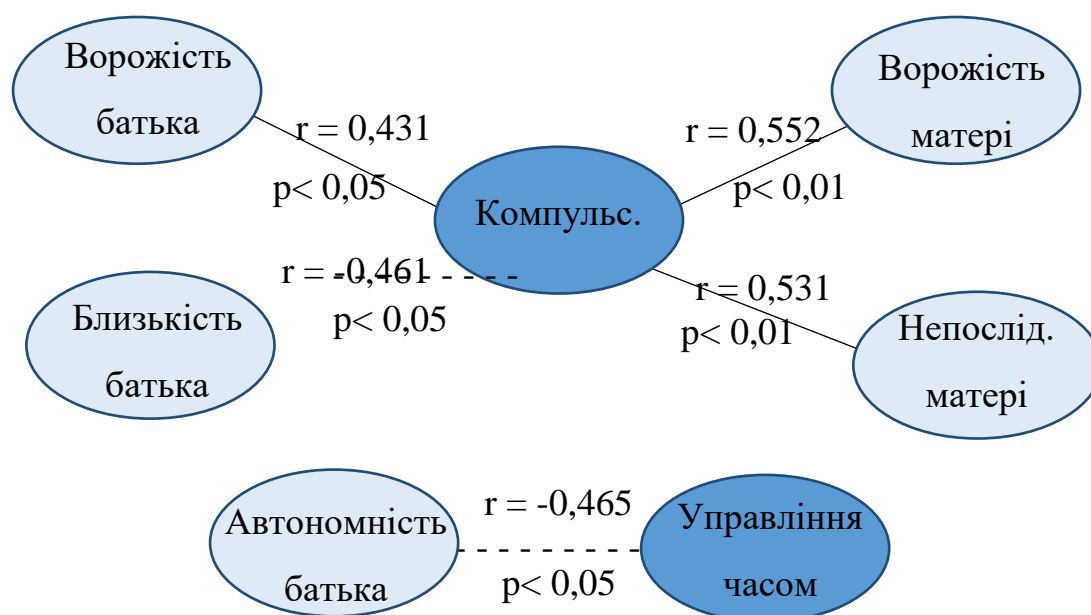 Ворожість
батька
r = 0,431
p< 0,05
Ворожість
матері
r = 0,552
p< 0,01
Компульс.
Близькість
батька
r = -0,461
p< 0,05
r = 0,531
p< 0,01
Непослід.
матері
Автономність
батька
r = -0,465
p< 0,05
Управління
часом